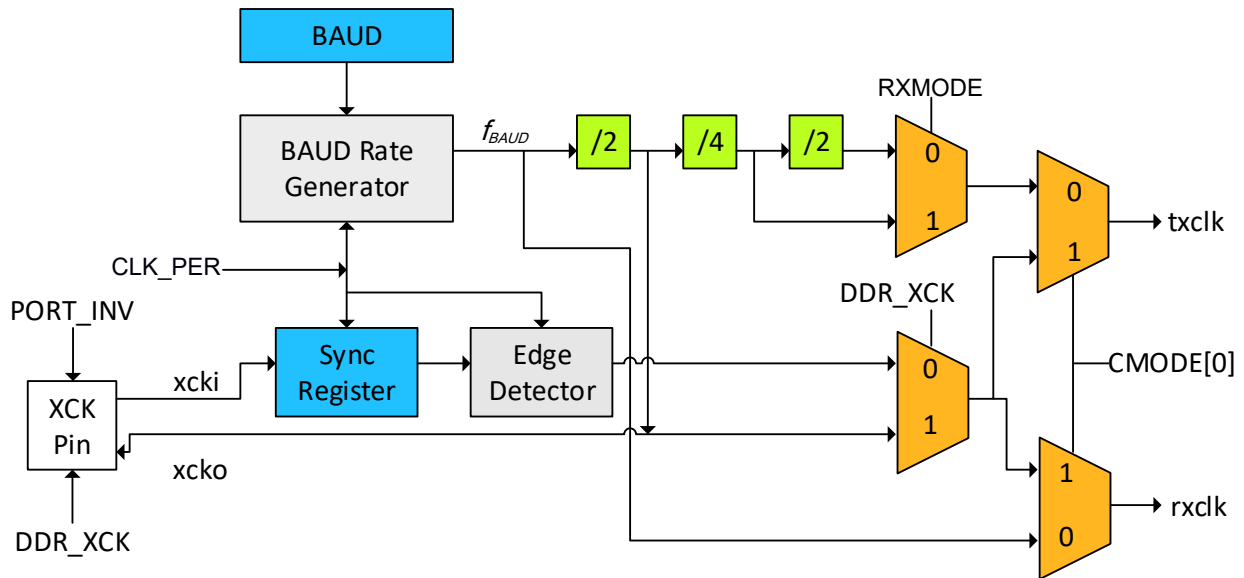 BAUD
RXMODE
BAUD Rate
Generator
f_BAUD
/2
/4
/2
0
1
0
1
txclk
CLK_PER
DDR_XCK
PORT_INV
Sync
Register
Edge
Detector
0
1
CMODE[0]
xcki
XCK
Pin
xcko
1
0
rxclk
DDR_XCK